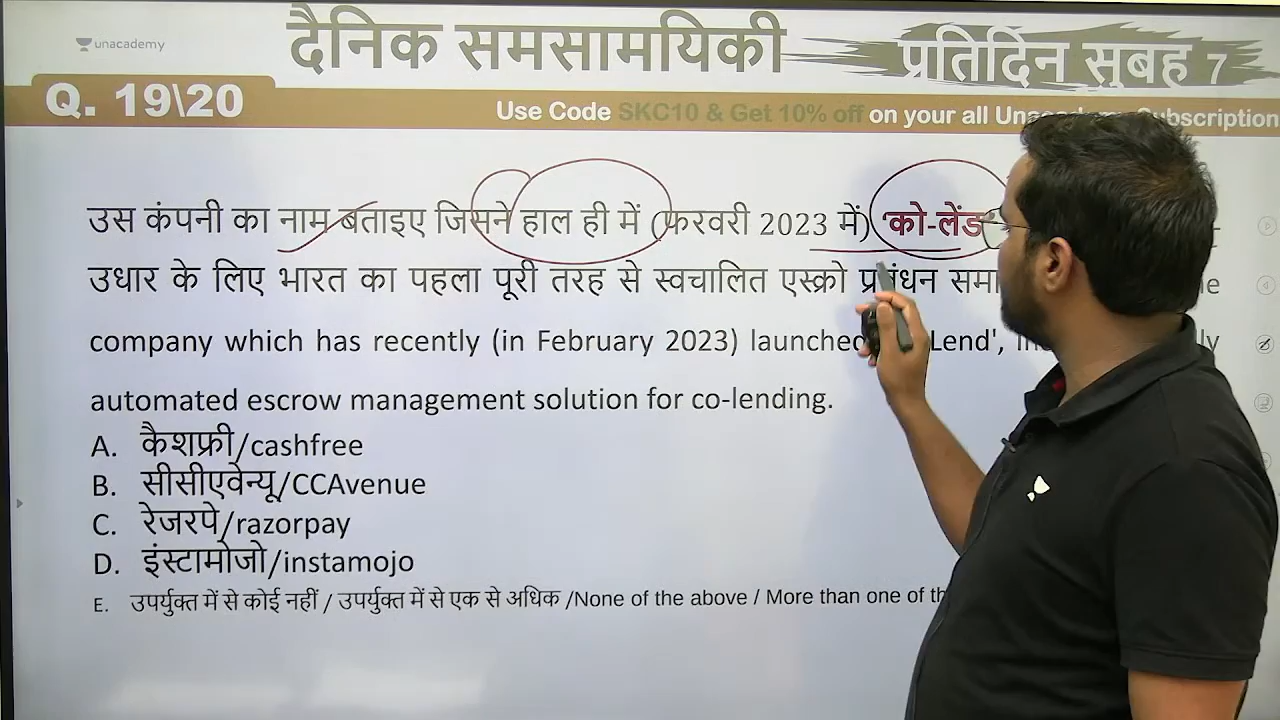 unacademy
दैनिक समसामयिकी
प्रतिदिन सुबह 7
Q. 19\20
Use Code SKC10 & Get 10% off on your all Subscription
उस कंपनी का नाम बताइए जिसने हाल ही में (फरवरी 2023 में) 'को-लेंड
उधार के लिए भारत का पहला पूरी तरह से स्वचालित एस्क्रो प्रबंधन
company which has recently (in February 2023) launched Lend',
automated escrow management solution for co-lending.
A. कैशफ्री/cashfree
B. सीसीएवेन्यू/CCAvenue
C. रेजरपे/razorpay
D. इंस्टामोजो/instamojo
E. उपर्युक्त में से कोई नहीं / उपर्युक्त में से एक से अधिक /None of the above / More than one of